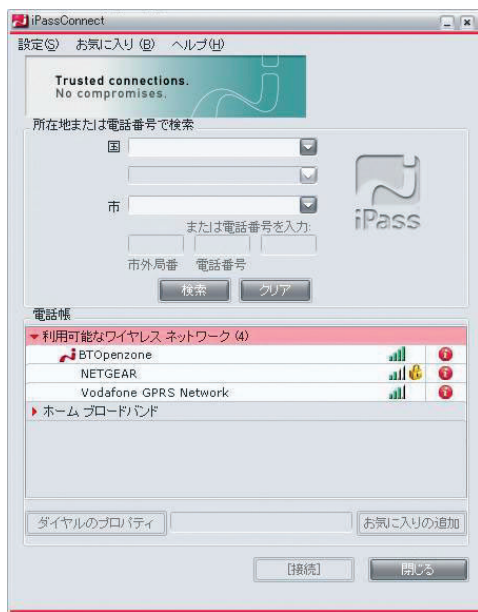 iPassConnect
設定(S) お気に入り (B) ヘルプ(H)
Trusted connections.
No compromises.
所在地または電話番号で検索
国
市
または電話番号を入力:
iPass
市外局番 電話番号
検索 クリア
電話帳
利用可能なワイヤレス ネットワーク (4)
BTOpenzone
NETGEAR
Vodafone GPRS Network
ホーム ブロードバンド
ダイヤルのプロパティ お気に入りの追加
[接続] 閉じる